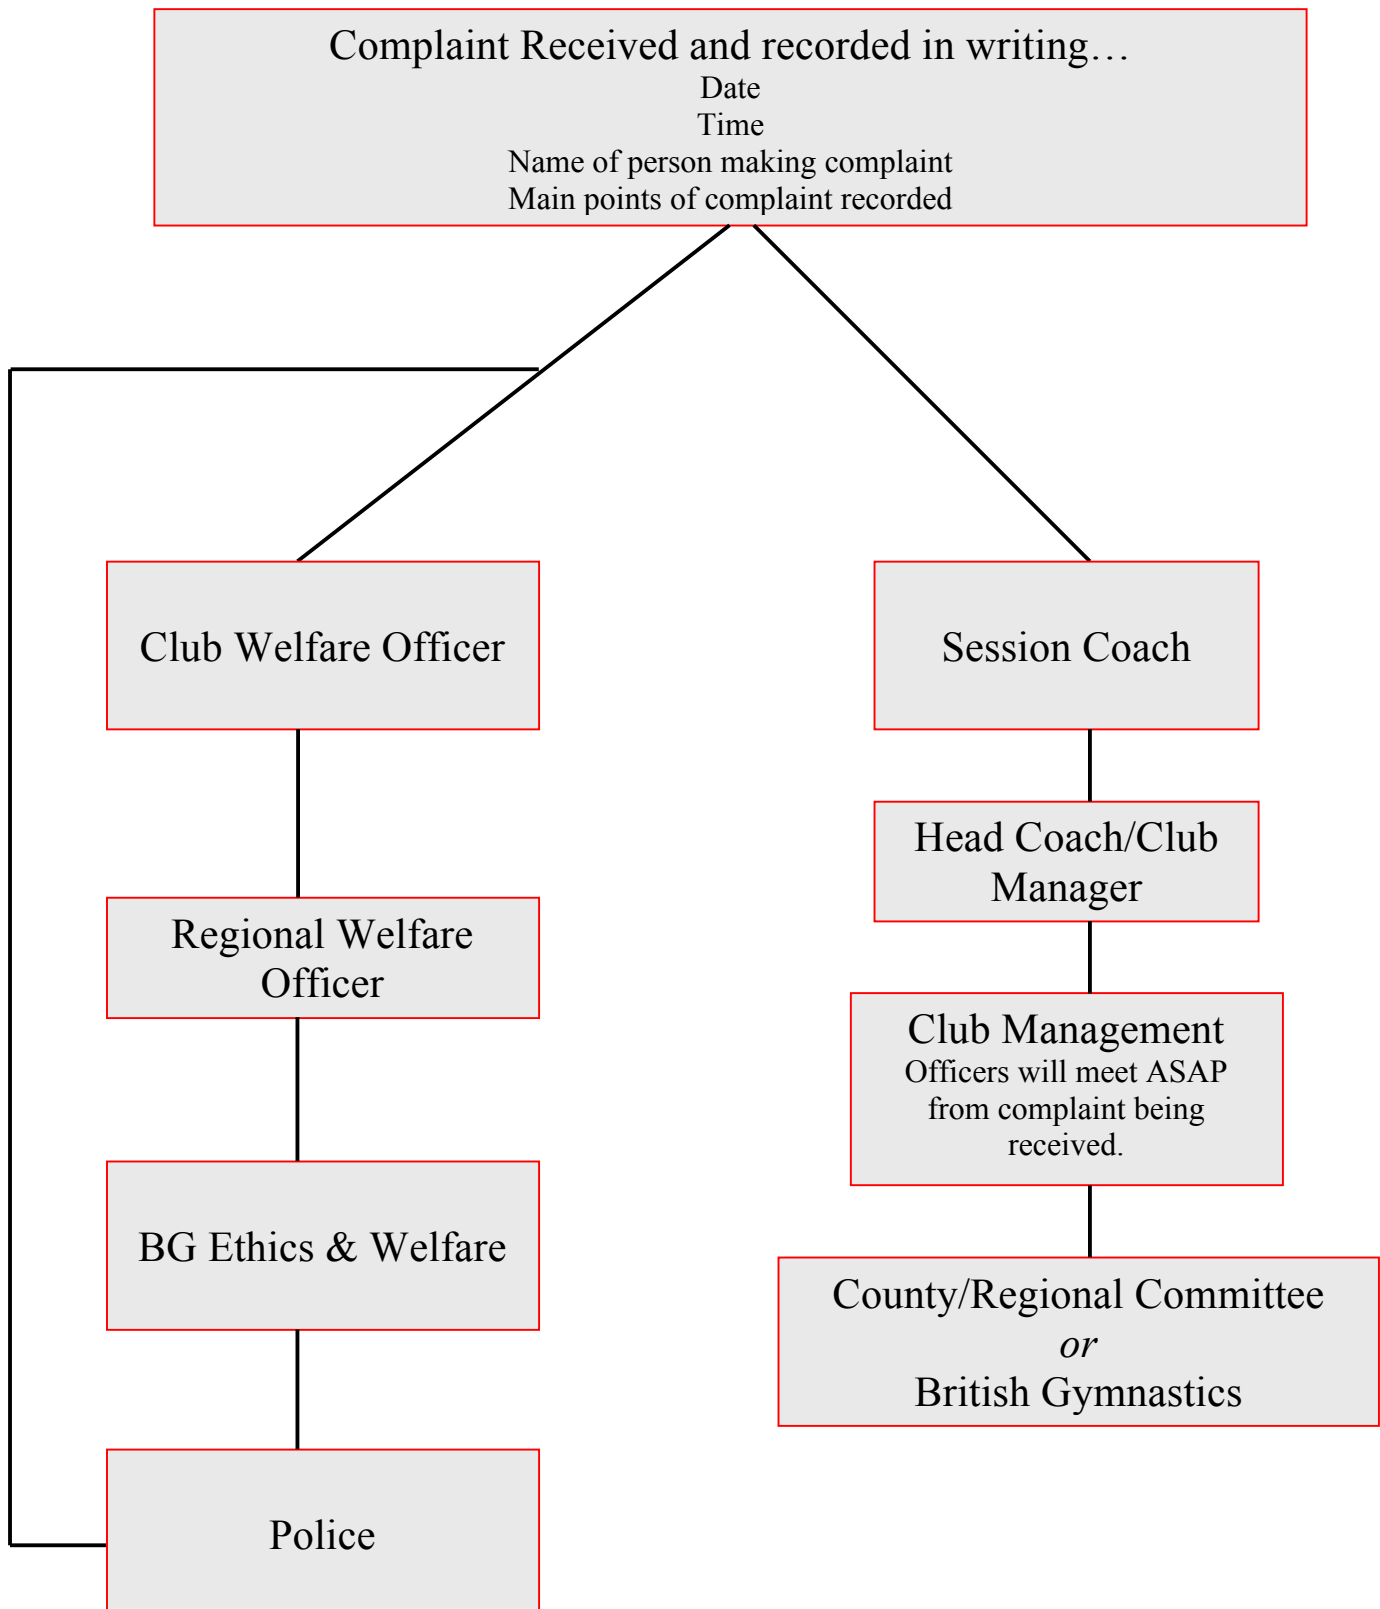 Complaint Received and recorded in writing…
Date
Time
Name of person making complaint
Main points of complaint recorded
Club Welfare Officer
Session Coach
Head Coach/Club
Manager
Regional Welfare
Officer
Club Management
Officers will meet ASAP
from complaint being
received.
BG Ethics & Welfare
County/Regional Committee
or
British Gymnastics
Police